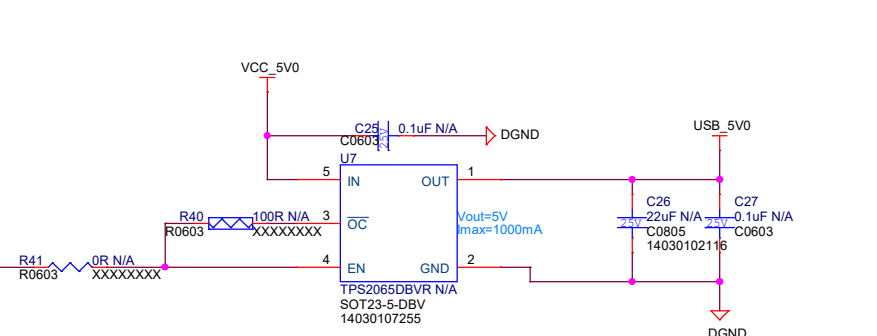 VCC_5V0
C25 0.1uF N/A
C0603 25V
DGND
USB_5V0
U7
5 IN OUT 1
R40 100R N/A
R0603 XXXXXXXX
3 OC
Vout=5V
Imax=1000mA
C26
22uF N/A
25V
C0805
14030102116
C27
0.1uF N/A
25V
C0603
R41 0R N/A
R0603 XXXXXXXX
4 EN GND 2
TPS2065DBVR N/A
SOT23-5-DBV
14030107255
DGND